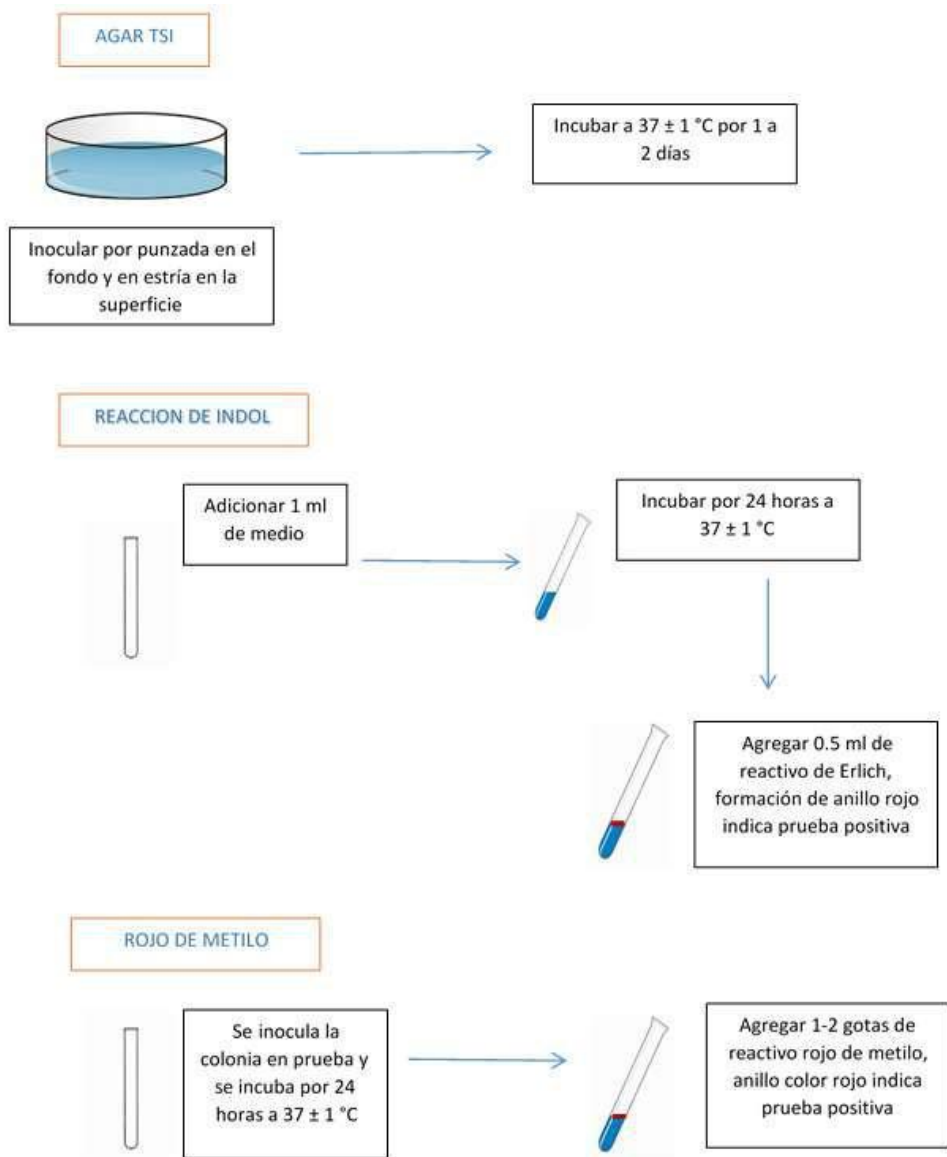 AGAR TSI
Incubar a 37 ± 1 °C por 1 a
2 días
Inocular por punzada en el
fondo y en estría en la
superficie
REACCION DE INDOL
Adicionar 1 ml
de medio
Incubar por 24 horas a
37 ± 1 °C
Agregar 0.5 ml de
reactivo de Erlich,
formación de anillo rojo
indica prueba positiva
ROJO DE METILO
Se inocula la
colonia en prueba y
se incuba por 24
horas a 37 ± 1 °C
Agregar 1-2 gotas de
reactivo rojo de metilo,
anillo color rojo indica
prueba positiva